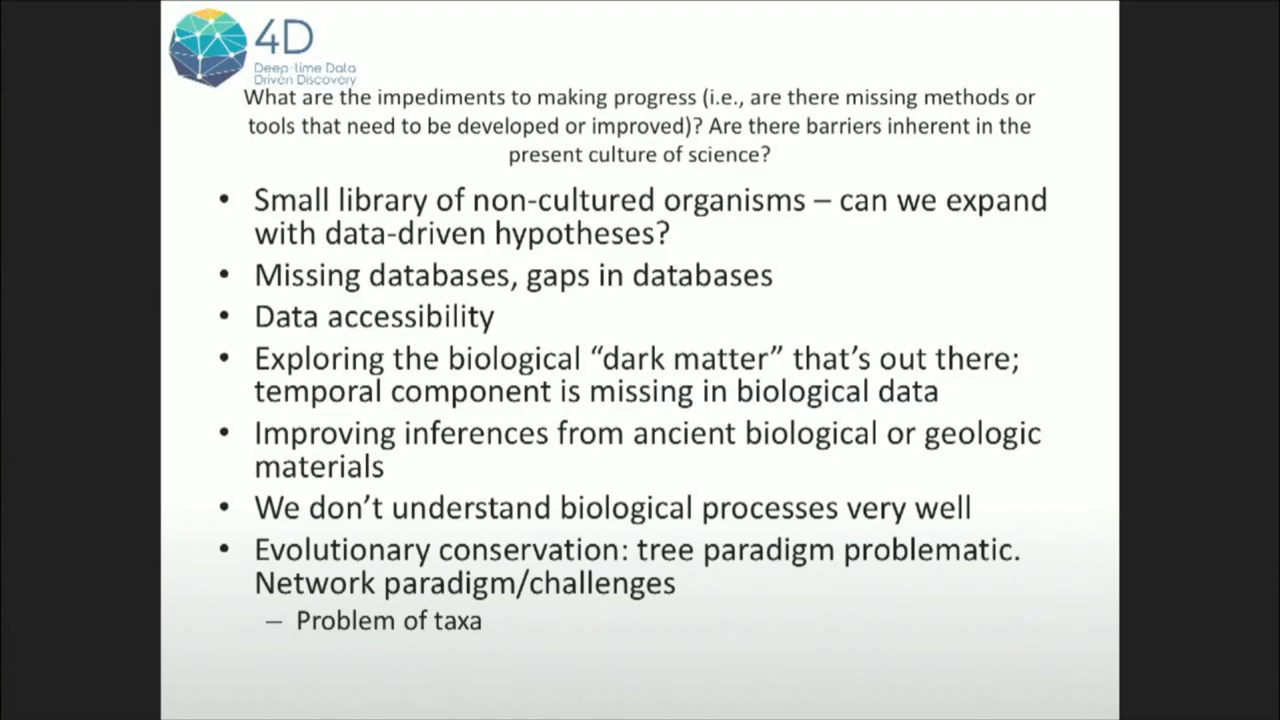 4D
Deep-time Data
Driven Discovery
What are the impediments to making progress (i.e., are there missing methods or
tools that need to be developed or improved)? Are there barriers inherent in the
present culture of science?
• Small library of non-cultured organisms – can we expand
with data-driven hypotheses?
• Missing databases, gaps in databases
• Data accessibility
• Exploring the biological “dark matter” that’s out there;
temporal component is missing in biological data
• Improving inferences from ancient biological or geologic
materials
• We don’t understand biological processes very well
• Evolutionary conservation: tree paradigm problematic.
Network paradigm/challenges
– Problem of taxa